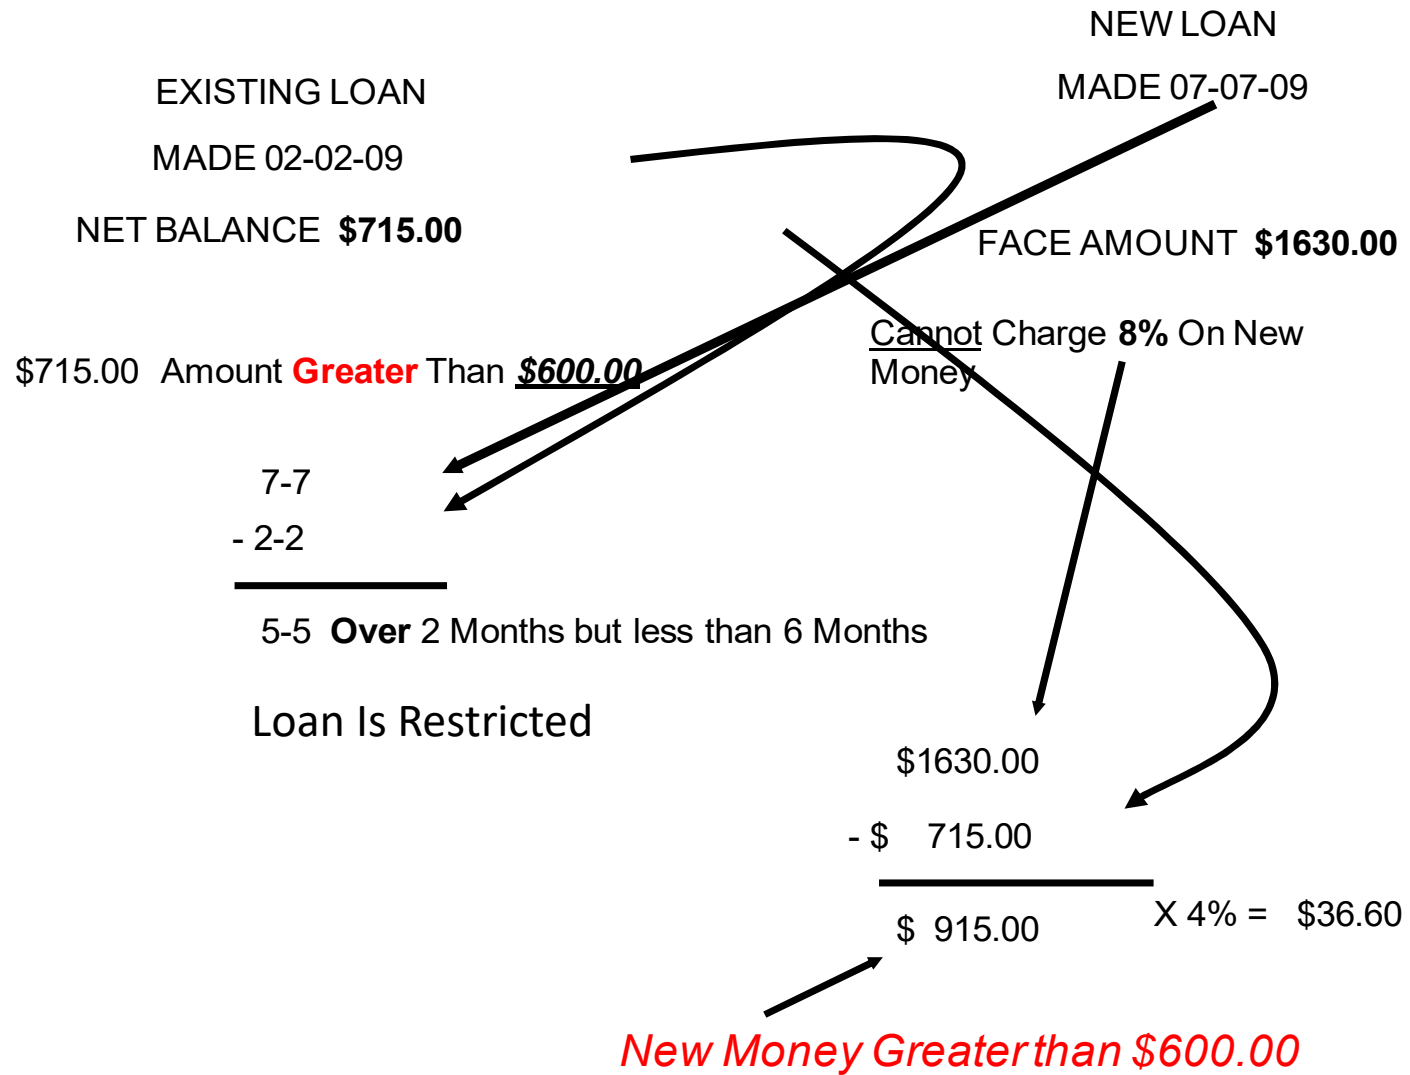 NEW LOAN
EXISTING LOAN
MADE 07-07-09
MADE 02-02-09
NET BALANCE $715.00
FACE AMOUNT $1630.00
Cannot Charge 8% On New
Money
$715.00 Amount Greater Than $600.00
7-7
- 2-2
5-5 Over 2 Months but less than 6 Months
Loan Is Restricted
$1630.00
- $ 715.00
$ 915.00
X 4% = $36.60
New Money Greater than $600.00